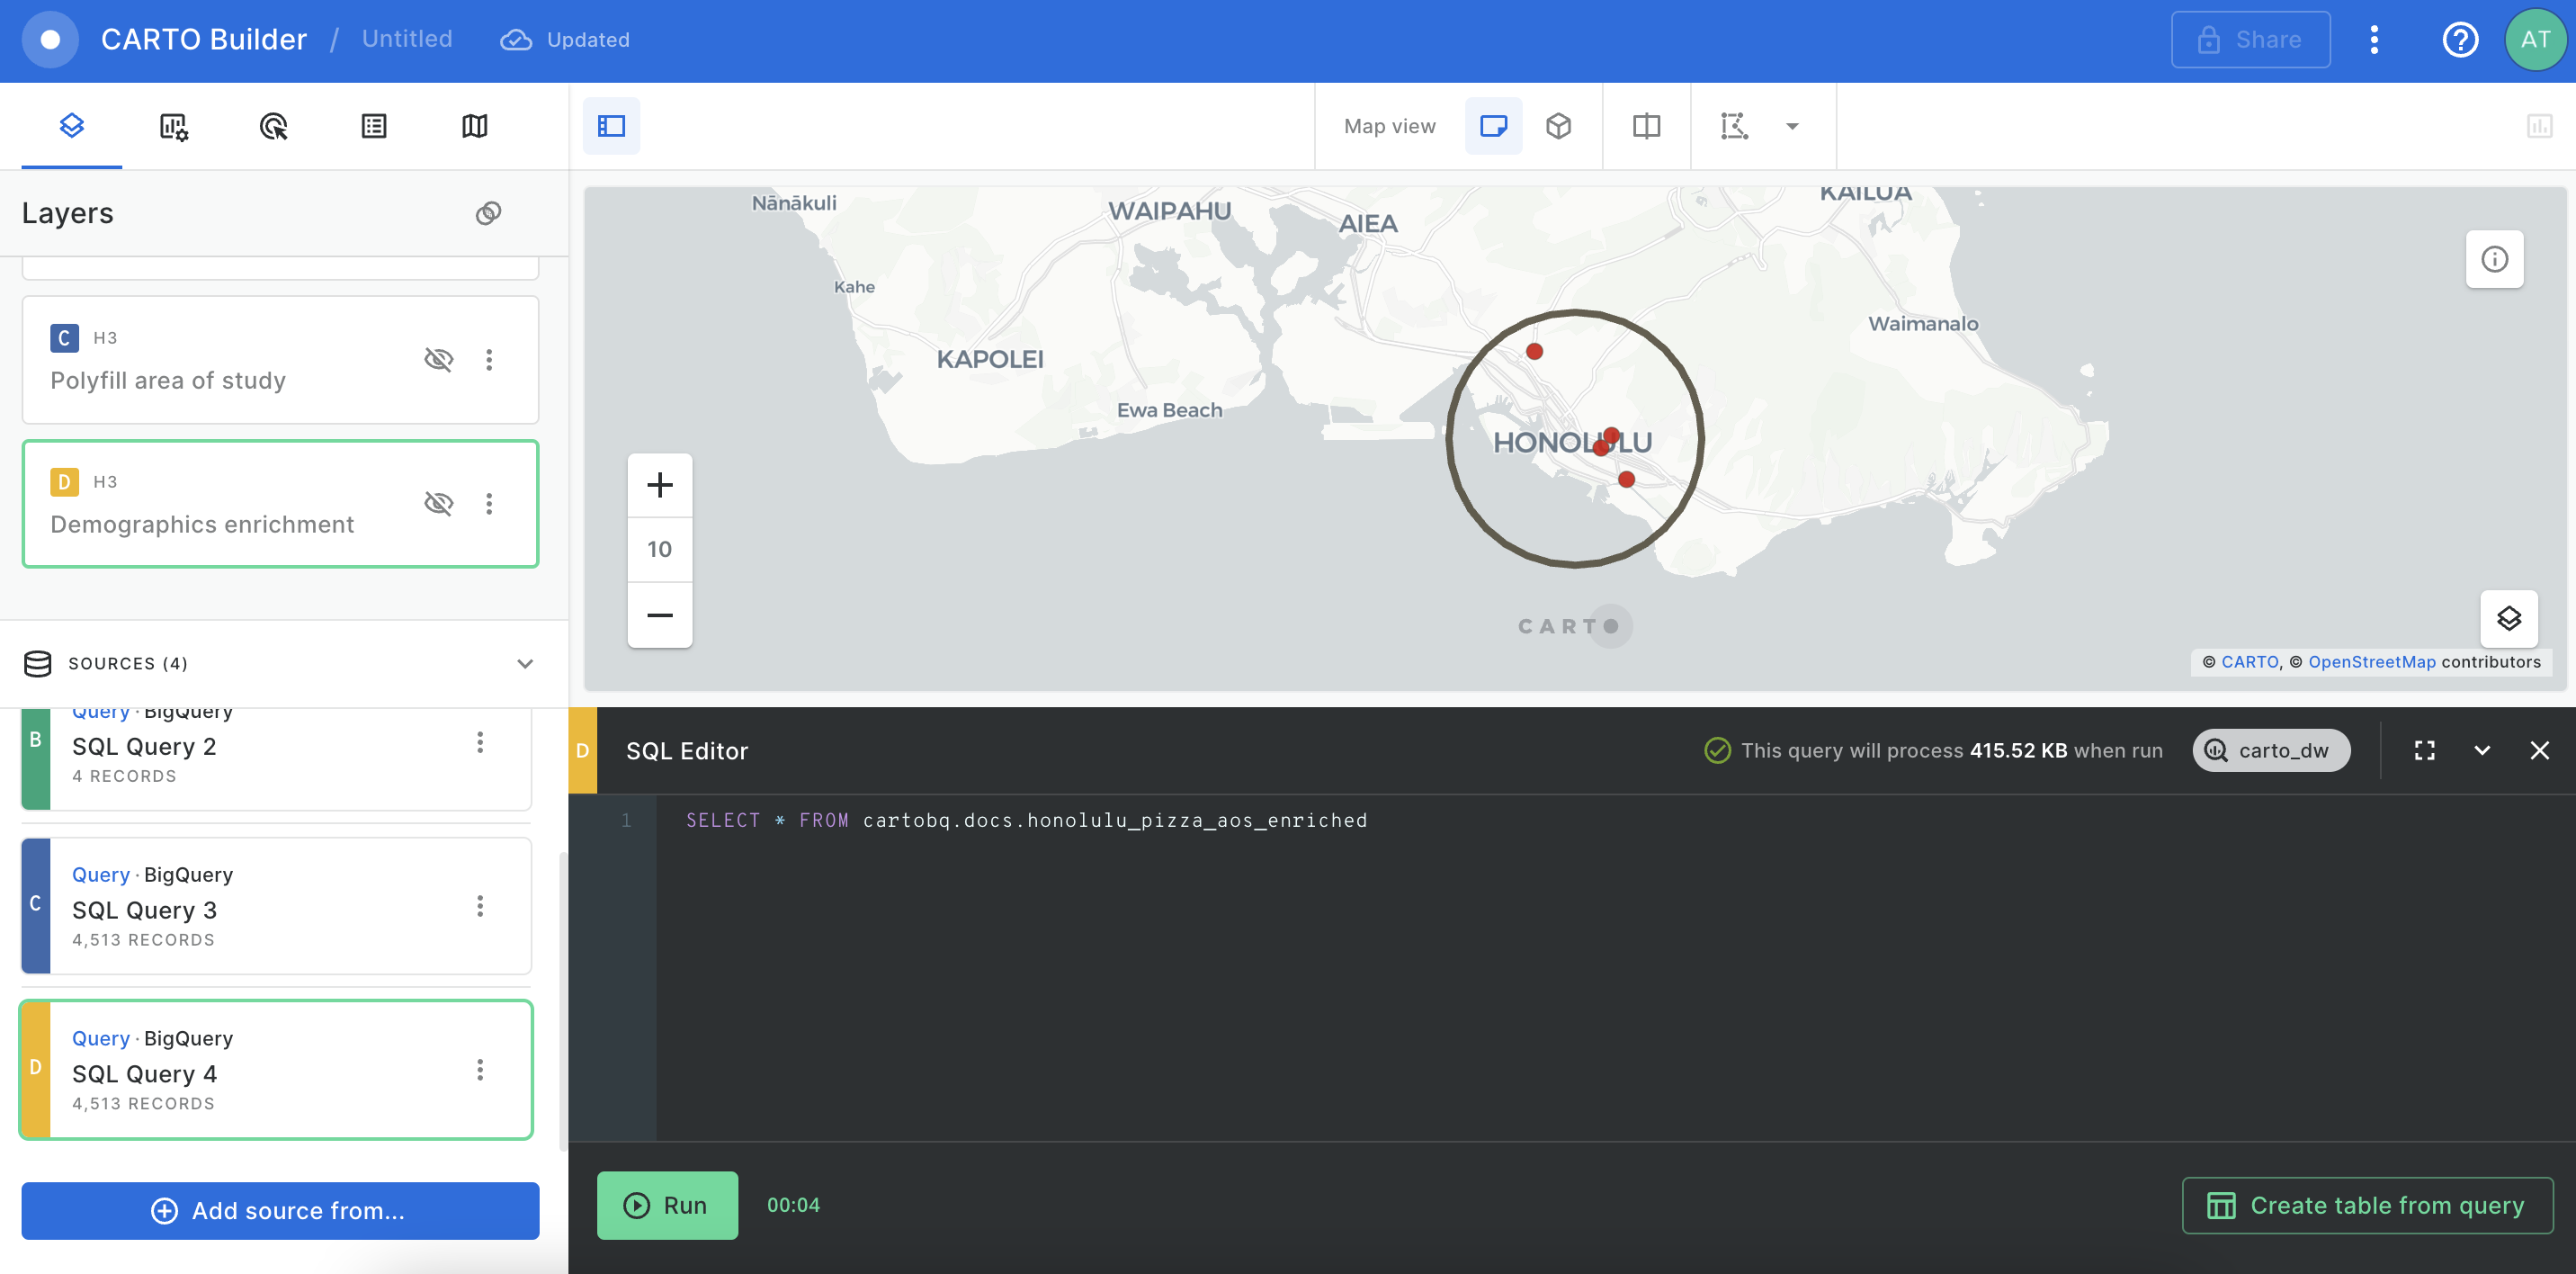 CARTO Builder / Untitled Updated
Share
AT
Map view
Layers
C H3
Polyfill area of study
D H3
Demographics enrichment
SOURCES (4)
B
Query · BigQuery
SQL Query 2
4 RECORDS
C
Query · BigQuery
SQL Query 3
4,513 RECORDS
D
Query · BigQuery
SQL Query 4
4,513 RECORDS
Add source from...
Nānākuli
WAIPAHU
AIEA
KAILUA
Kahe
Waimanalo
KAPOLEI
Ewa Beach
HONOLULU
10
CARTO
© CARTO, © OpenStreetMap contributors
D SQL Editor
This query will process 415.52 KB when run
carto_dw
1 SELECT * FROM cartobq.docs.honolulu_pizza_aos_enriched
Run 00:04
Create table from query